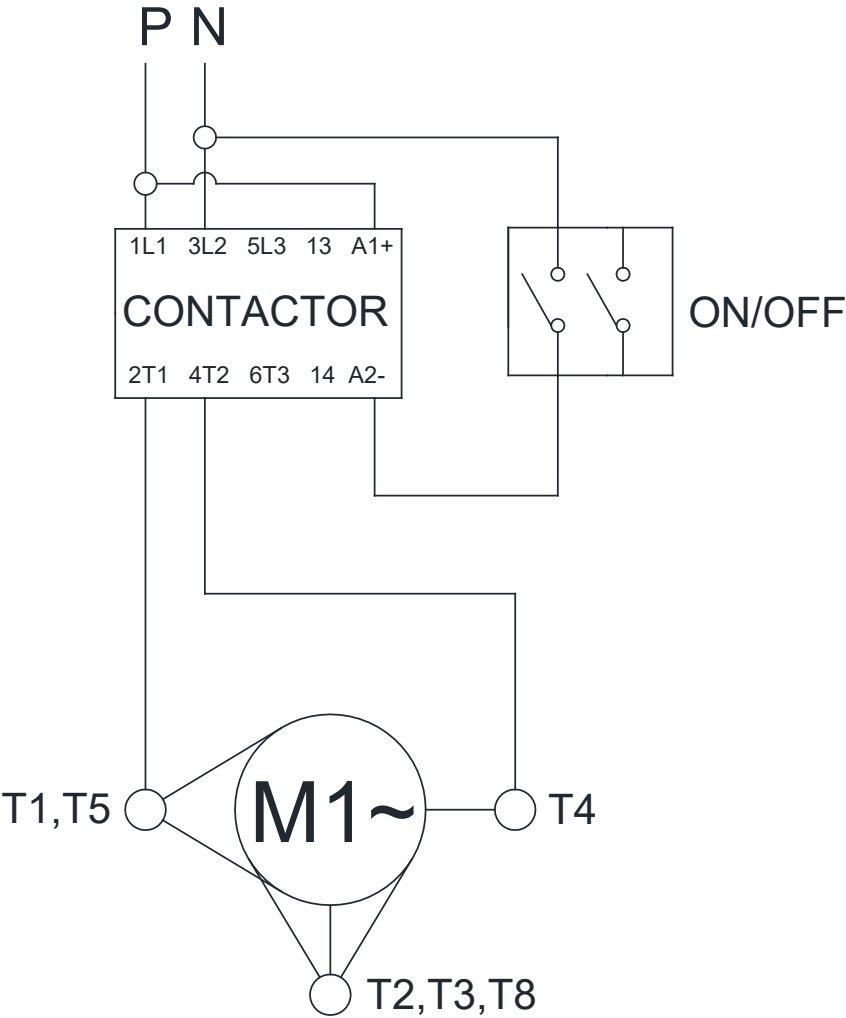 P N
1L1 3L2 5L3 13 A1+
CONTACTOR
ON/OFF
2T1 4T2 6T3 14 A2-
T1,T5
M1~
T4
T2,T3,T8